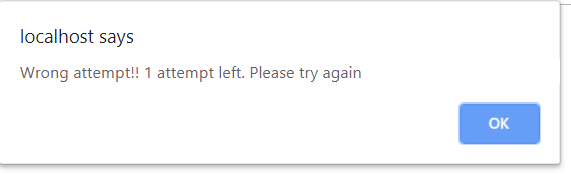 localhost says
Wrong attempt!! 1 attempt left. Please try again
OK